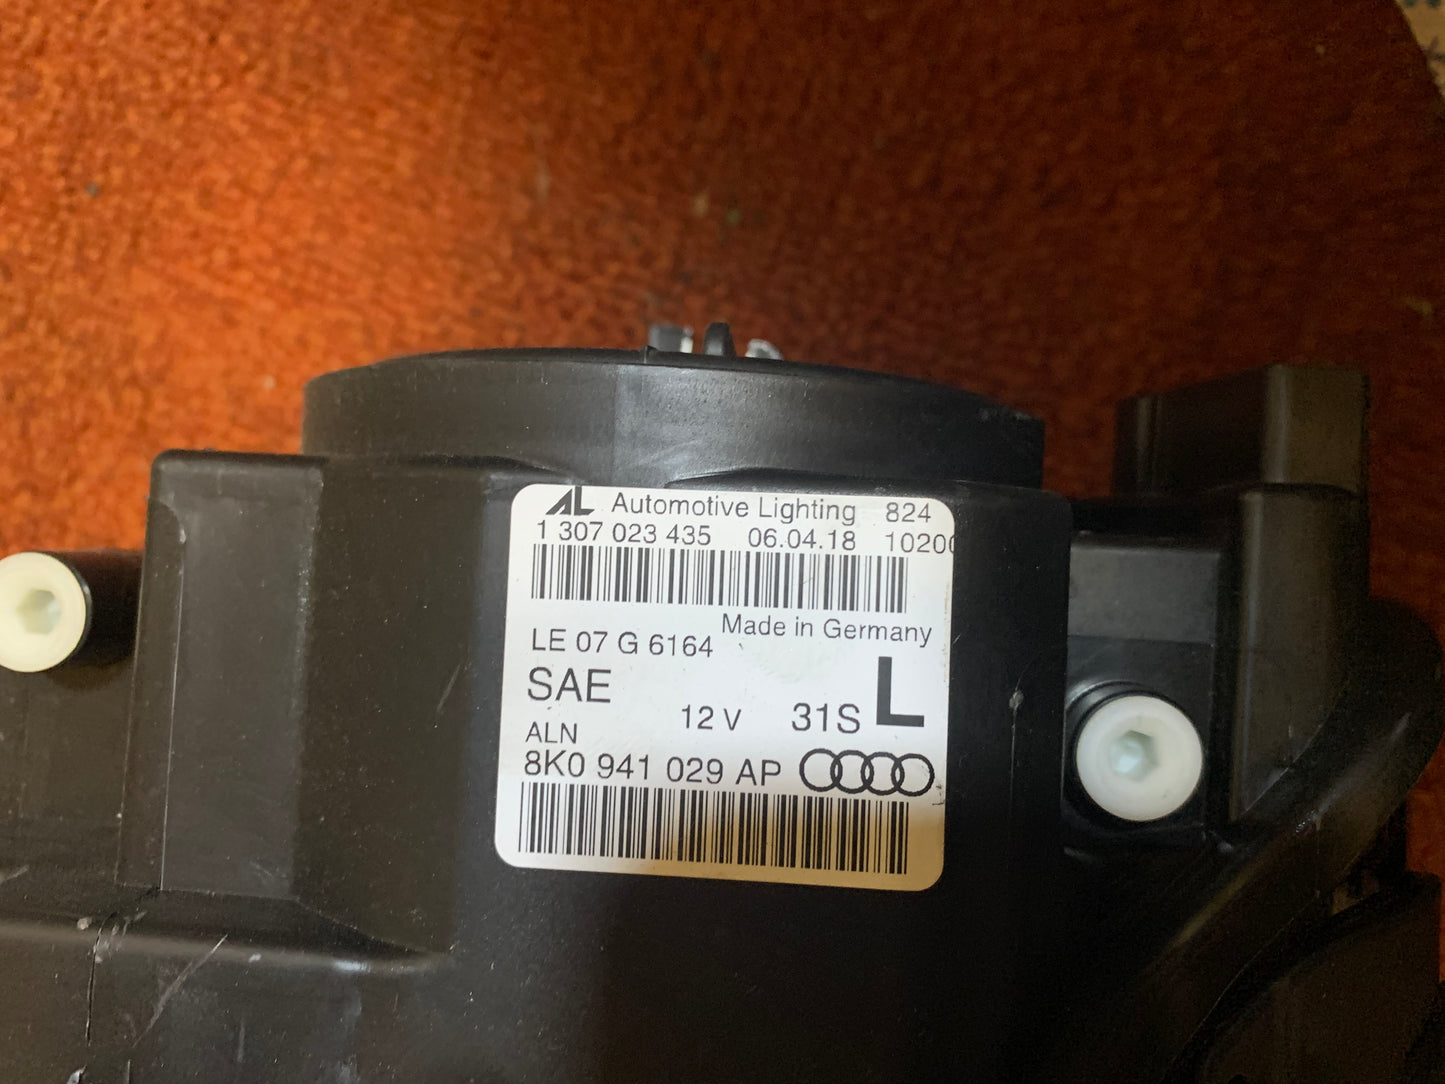 AL Automotive Lighting 824
1 307 023 435 06.04.18 10200
Made in Germany
LE 07 G 6164
SAE
12 V 31S L
ALN
8K0 941 029 AP